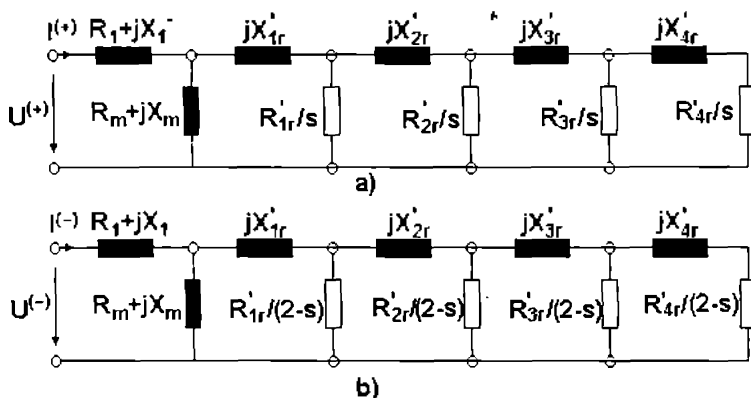 I(+) R1+jX1 jX'1r jX'2r jX'3r jX'4r
U(+) Rm+jXm R'1r/s R'2r/s R'3r/s R'4r/s
a)
I(-) R1+jX1 jX'1r jX'2r jX'3r jX'4r
U(-) Rm+jXm R'1r/(2-s) R'2r/(2-s) R'3r/(2-s) R'4r/(2-s)
b)